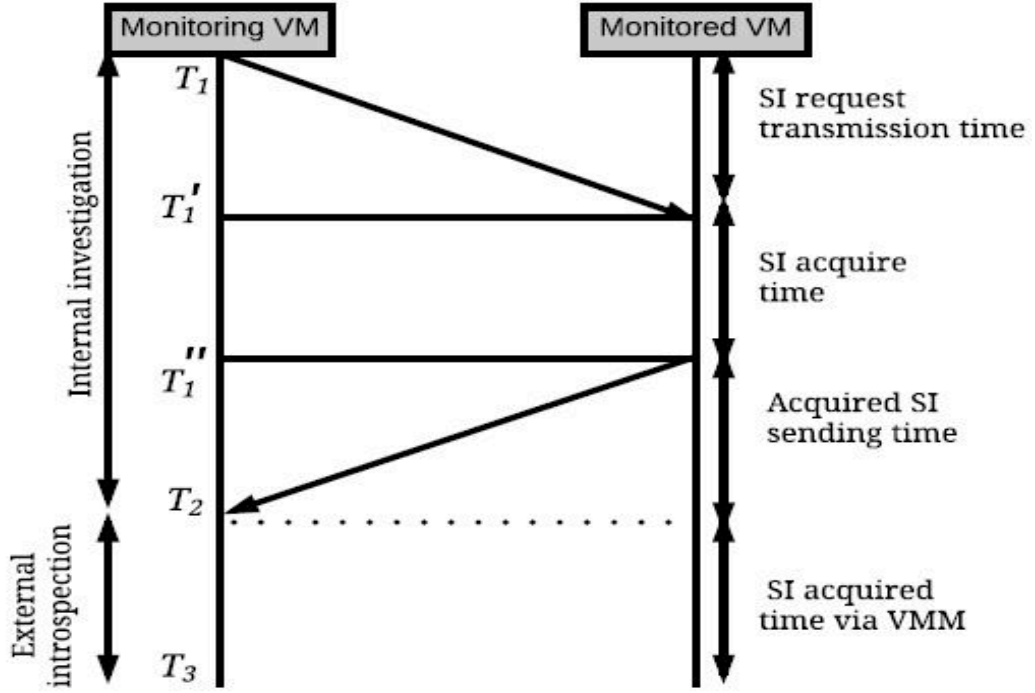 Monitoring VM
Monitored VM
T1
SI request
transmission time
Internal investigation
T1'
SI acquire
time
T1''
Acquired SI
sending time
T2
External
introspection
SI acquired
time via VMM
T3